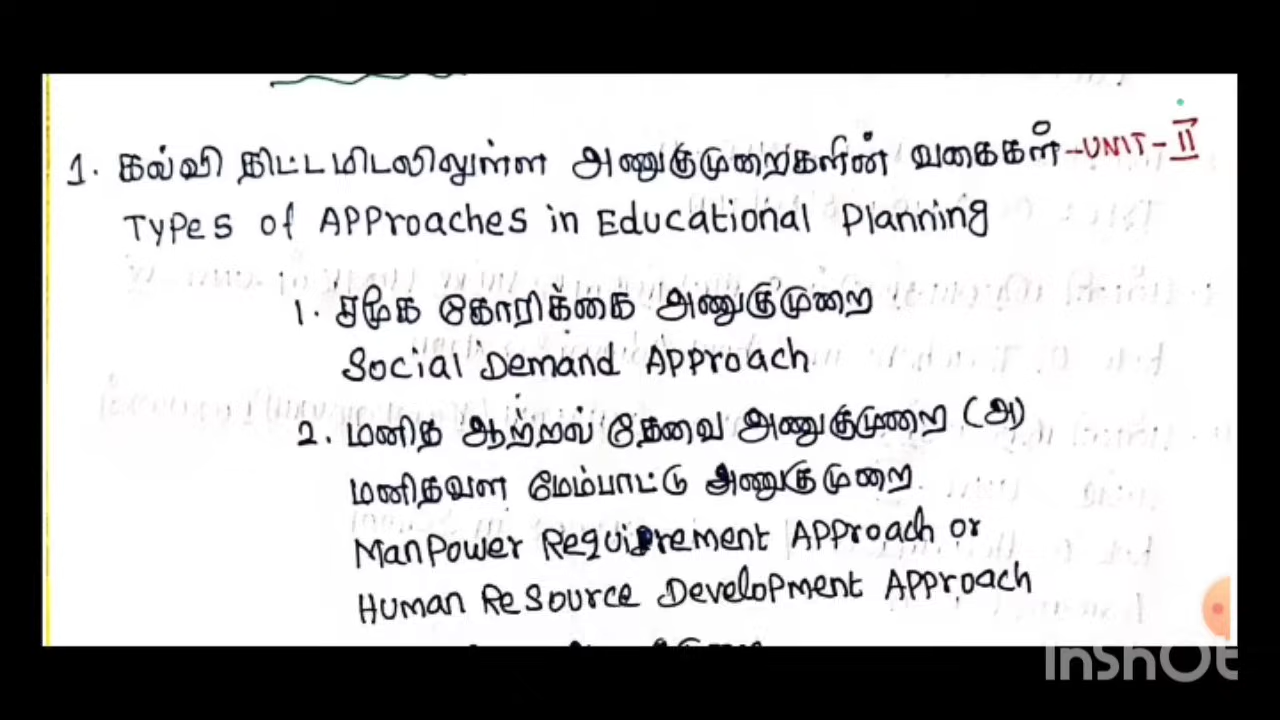 1. கல்வி திட்டமிடலிலுள்ள அணுகுமுறைகளின் வகைகள் -UNIT-II
Types of Approaches in Educational Planning
1. சமூக கோரிக்கை அணுகுமுறை
Social Demand Approach
2. மனித ஆற்றல் தேவை அணுகுமுறை (அ)
மனிதவள மேம்பாட்டு அணுகுமுறை
ManPower Requirement Approach or
Human Resource Development Approach
InShOt